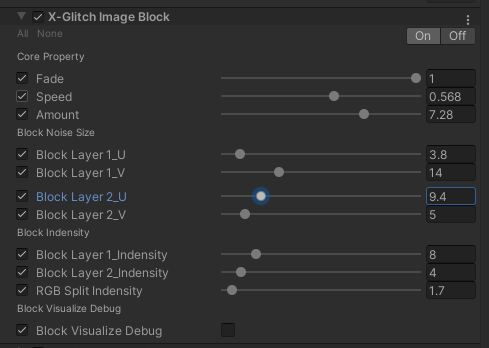 X-Glitch Image Block
All None On Off
Core Property
Fade 1
Speed 0.568
Amount 7.28
Block Noise Size
Block Layer 1_U 3.8
Block Layer 1_V 14
Block Layer 2_U 9.4
Block Layer 2_V 5
Block Indensity
Block Layer 1_Indensity 8
Block Layer 2_Indensity 4
RGB Split Indensity 1.7
Block Visualize Debug
Block Visualize Debug